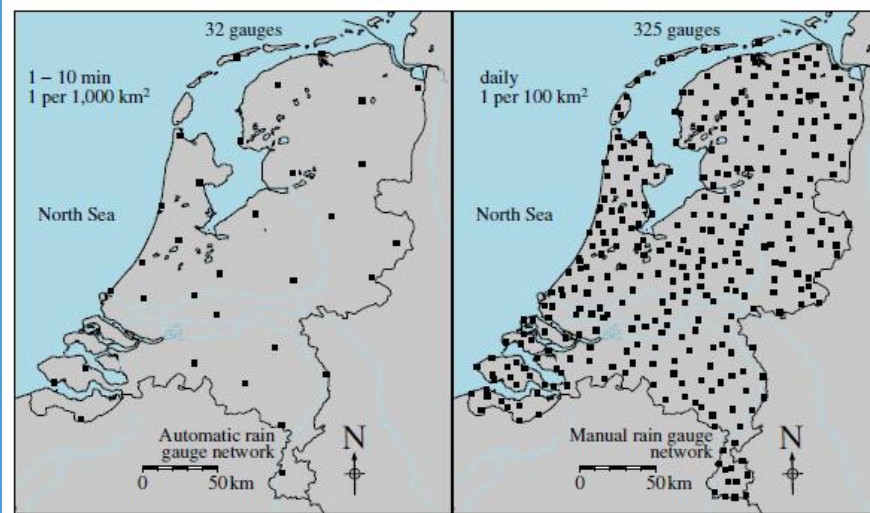 32 gauges
1 – 10 min
1 per 1,000 km²
North Sea
Automatic rain
gauge network
0 50 km
N
325 gauges
daily
1 per 100 km²
North Sea
Manual rain gauge
network
0 50 km
N